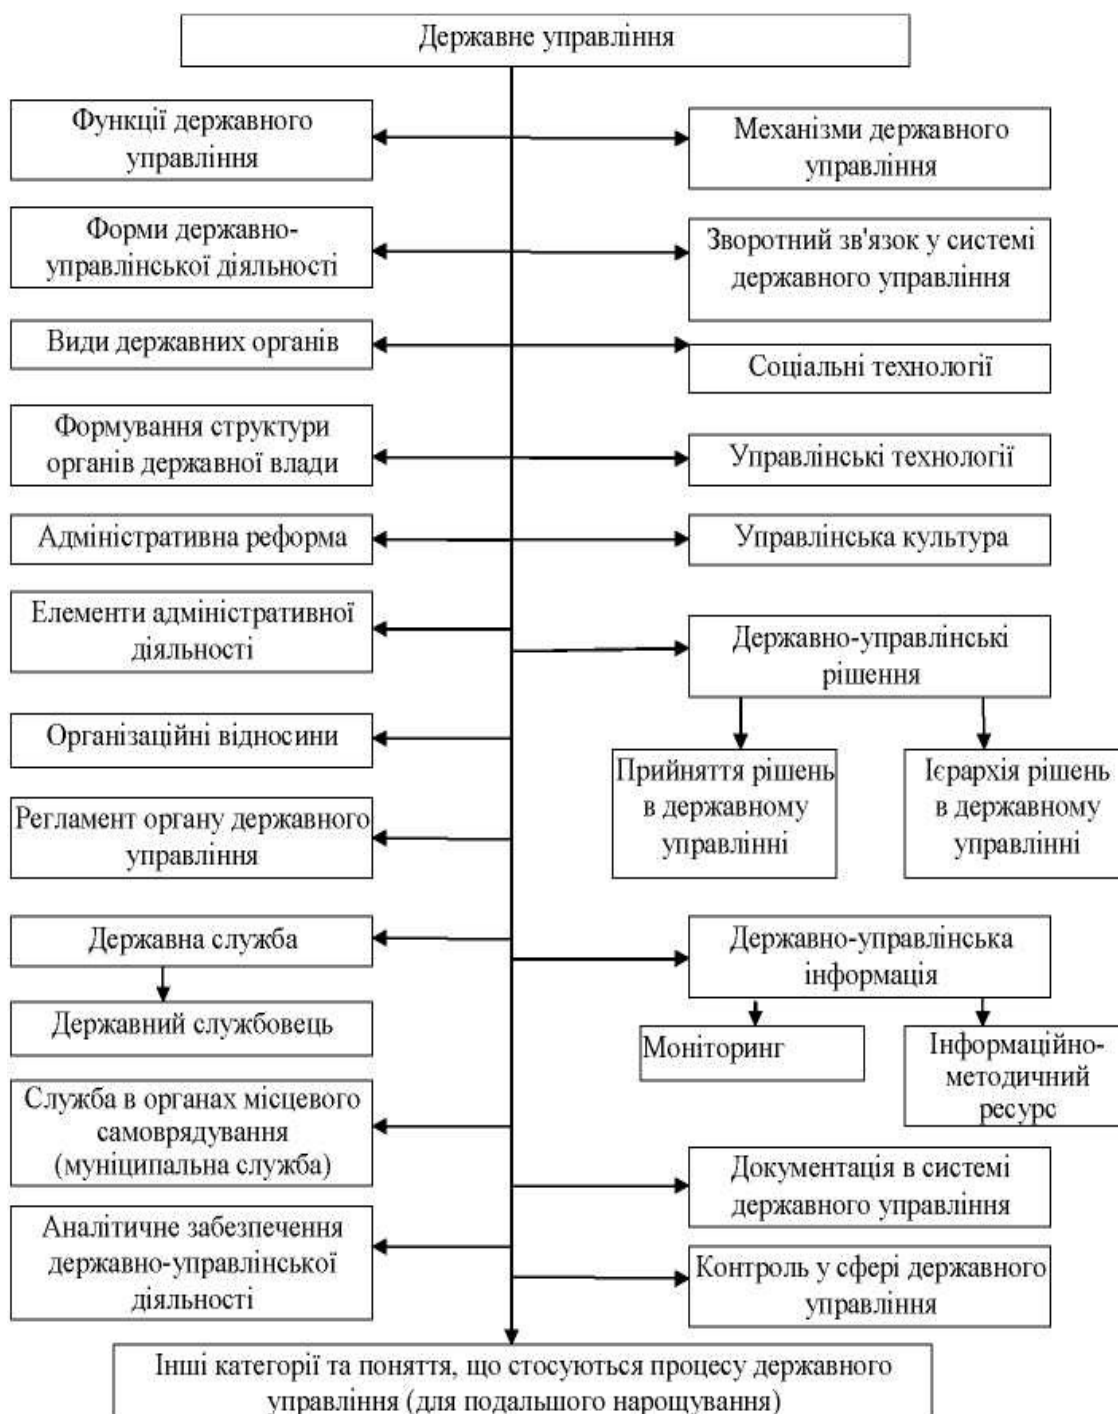 Державне управління
Функції державного
управління
Механізми державного
управління
Форми державно-
управлінської діяльності
Зворотний зв'язок у системі
державного управління
Види державних органів
Соціальні технології
Формування структури
органів державної влади
Управлінські технології
Адміністративна реформа
Управлінська культура
Елементи адміністративної
діяльності
Державно-управлінські
рішення
Організаційні відносини
Прийняття рішень
в державному
управлінні
Ієрархія рішень
в державному
управлінні
Регламент органу державного
управління
Державна служба
Державно-управлінська
інформація
Державний службовець
Моніторинг
Інформаційно-
методичний
ресурс
Служба в органах місцевого
самоврядування
(муніципальна служба)
Документація в системі
державного управління
Аналітичне забезпечення
державно-управлінської
діяльності
Контроль у сфері державного
управління
Інші категорії та поняття, що стосуються процесу державного
управління (для подальшого нарощування)